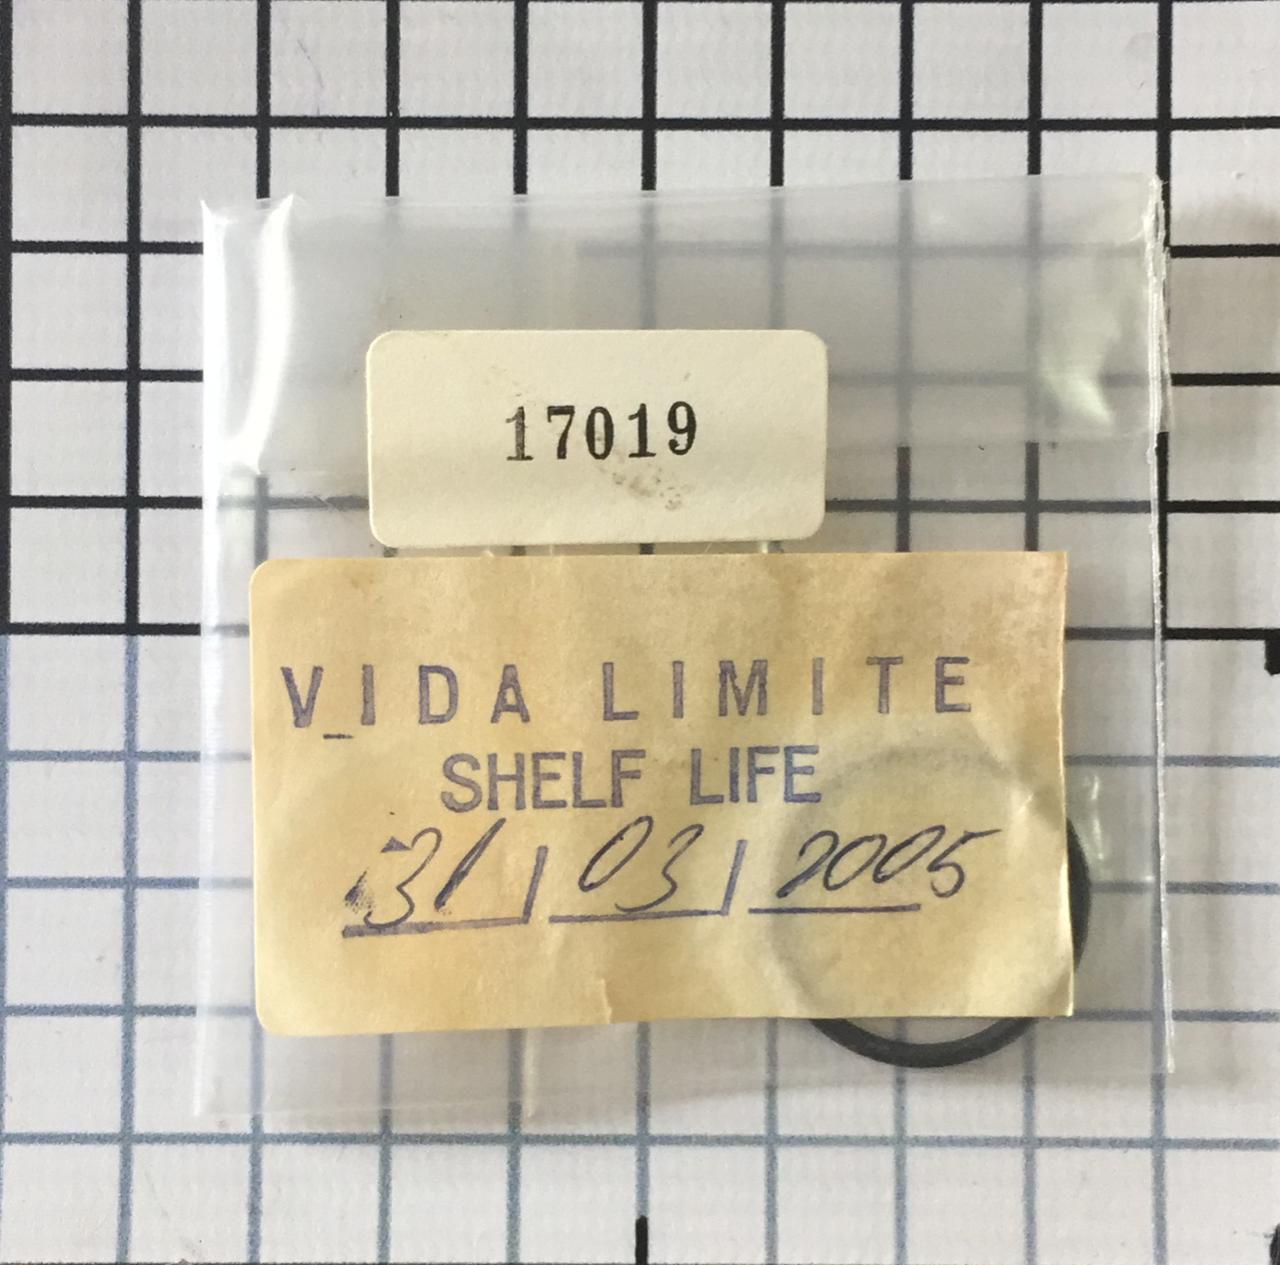 17019
VIDA LIMITE
SHELF LIFE
31/03/2005